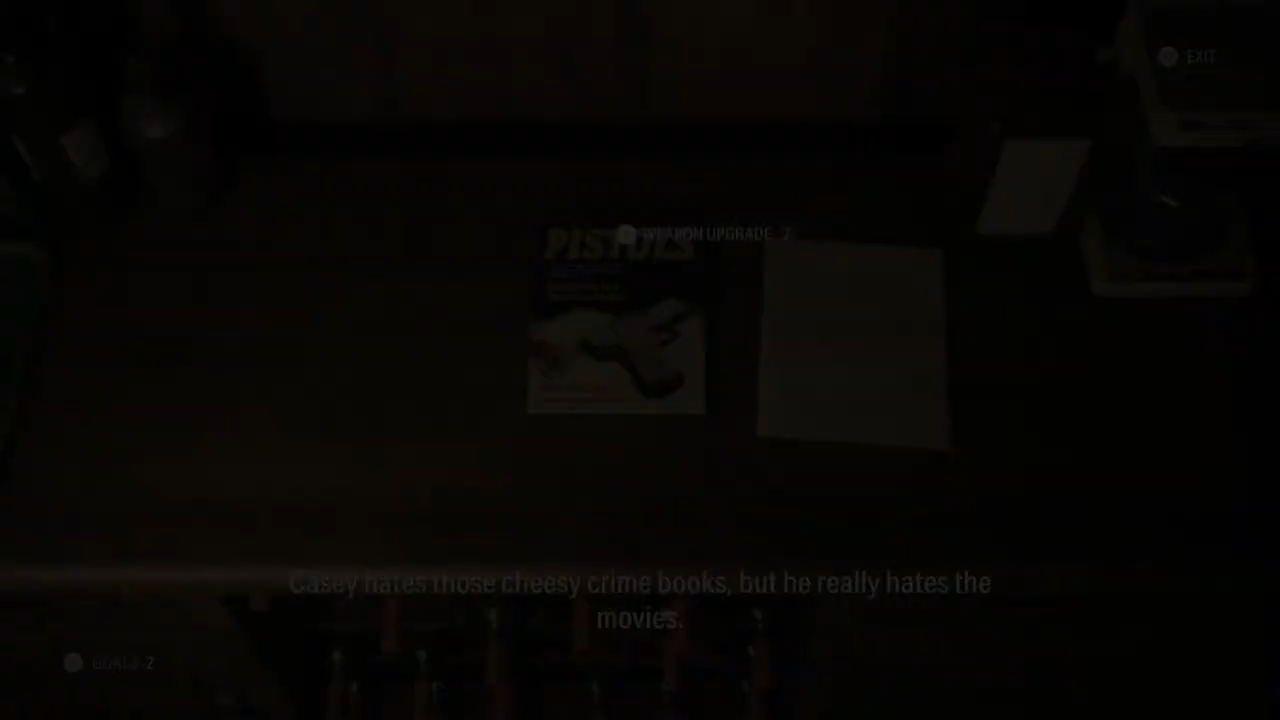 EXIT
WEAPON UPGRADE
PISTOLS
Casey hates those cheesy crime books, but he really hates the
movies.
2